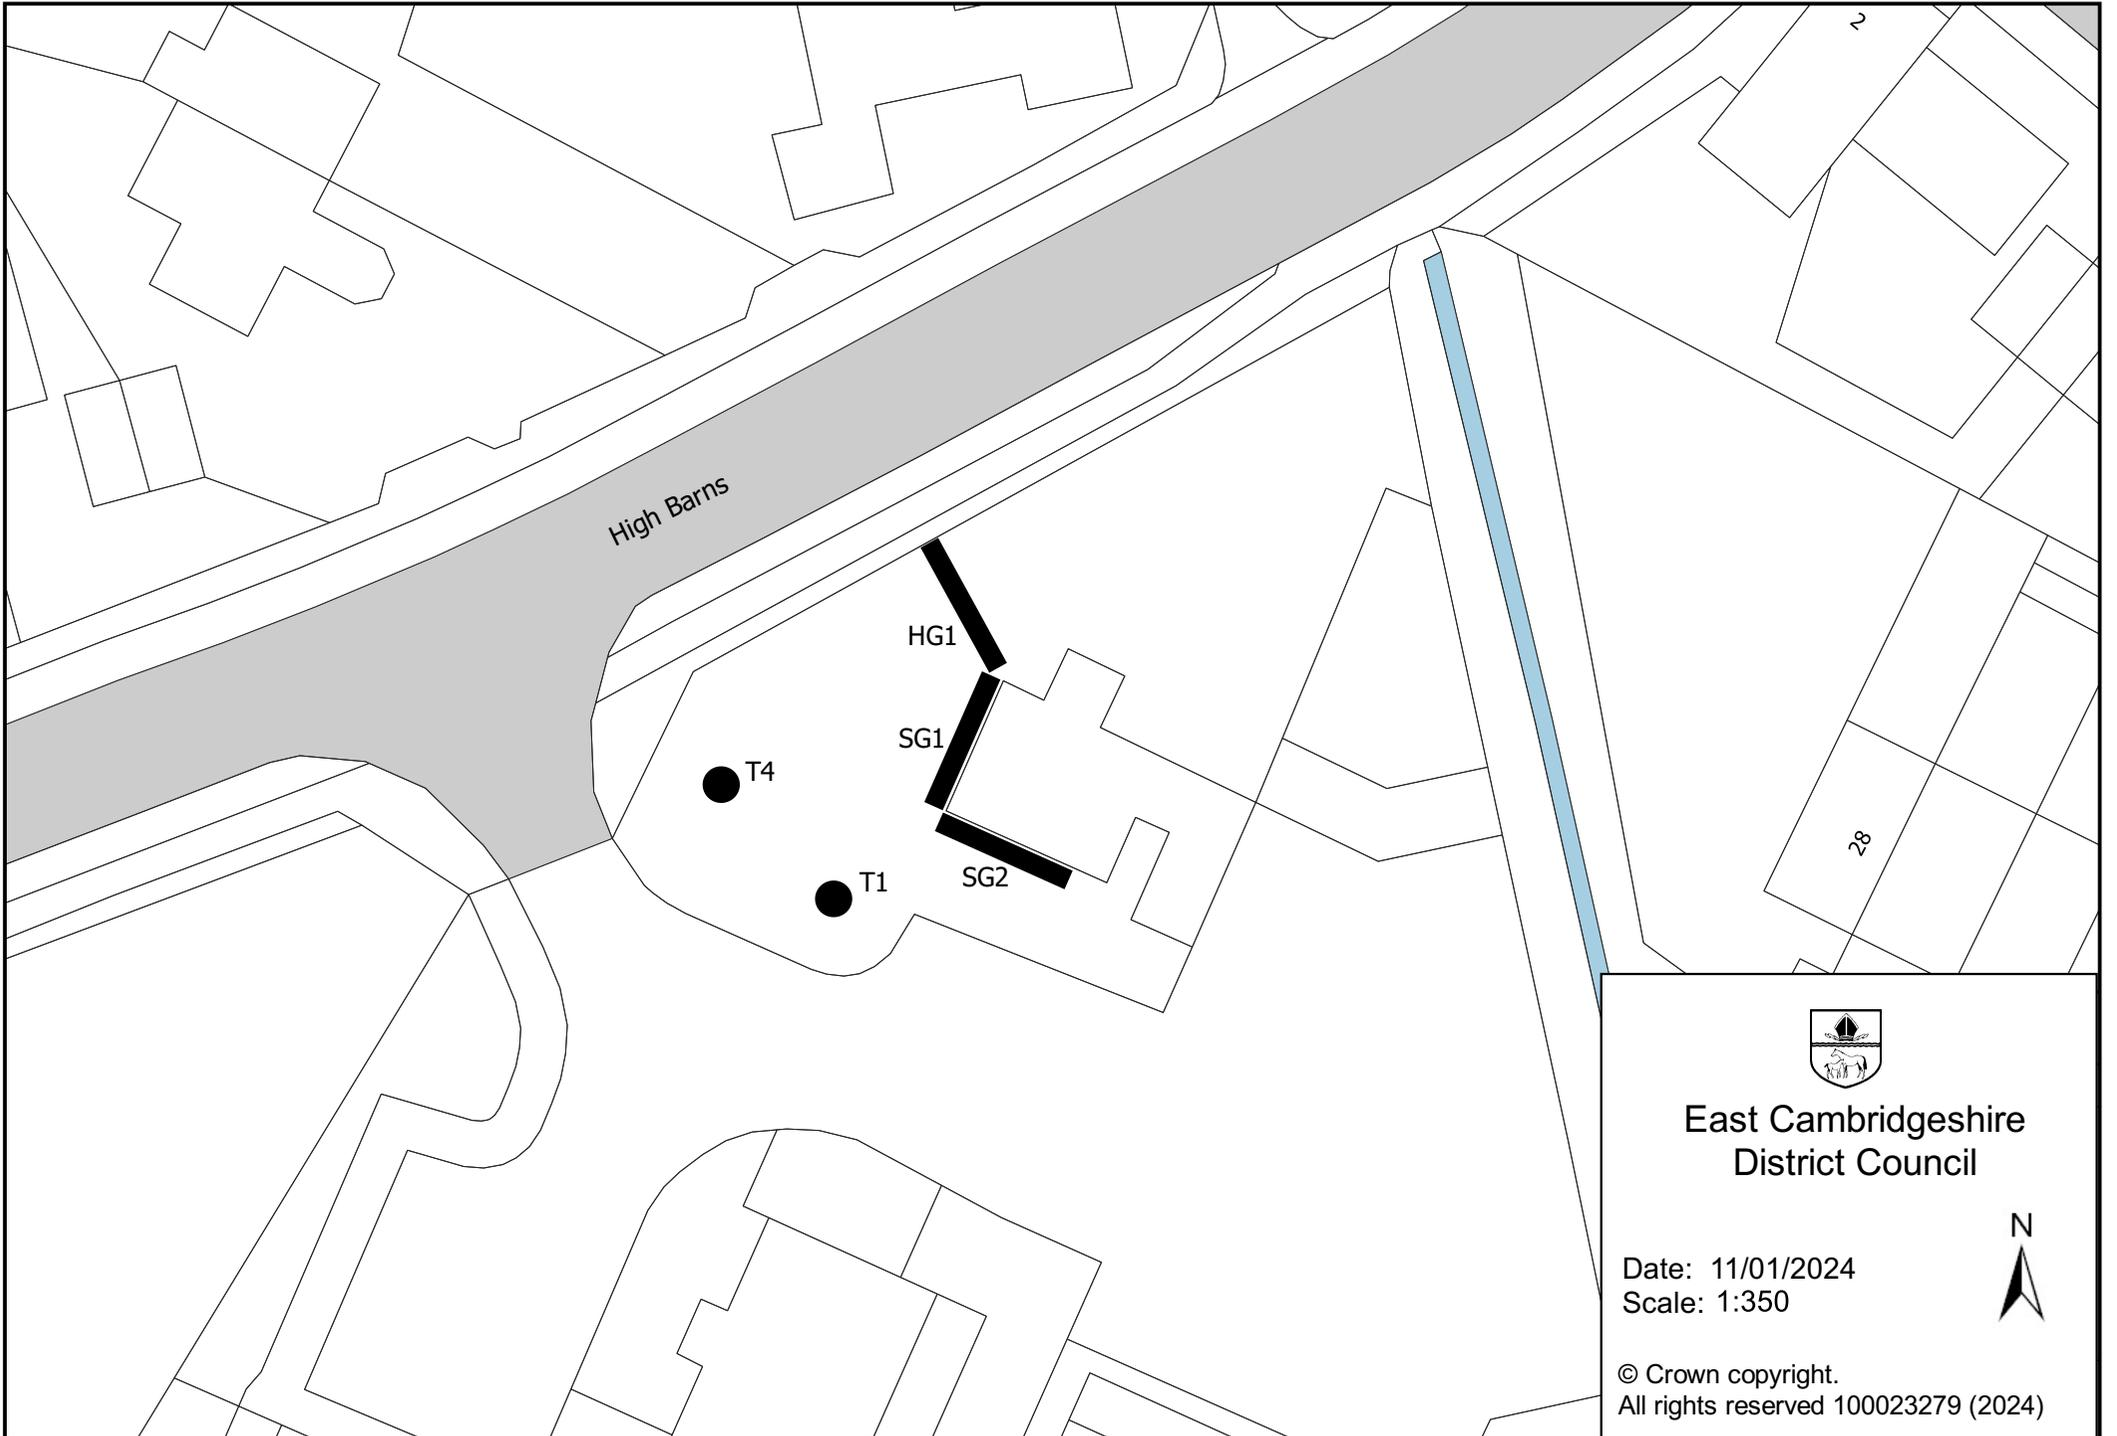 2
High Barns
HG1
SG1
T4
T1
SG2
28
East Cambridgeshire
District Council
N
Date: 11/01/2024
Scale: 1:350
© Crown copyright.
All rights reserved 100023279 (2024)